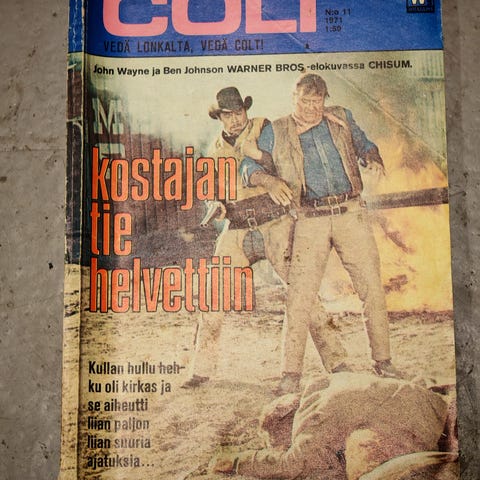 COLT
N:o 11
1971
1:50
VEDÄ LONKALTA, VEDÄ COLT!
John Wayne ja Ben Johnson WARNER BROS.-elokuvassa CHISUM.
kostajan
tie
helvettiin
Kullan hullu heh-
ku oli kirkas ja
se aiheutti
liian paljon
liian suuria
ajatuksia...